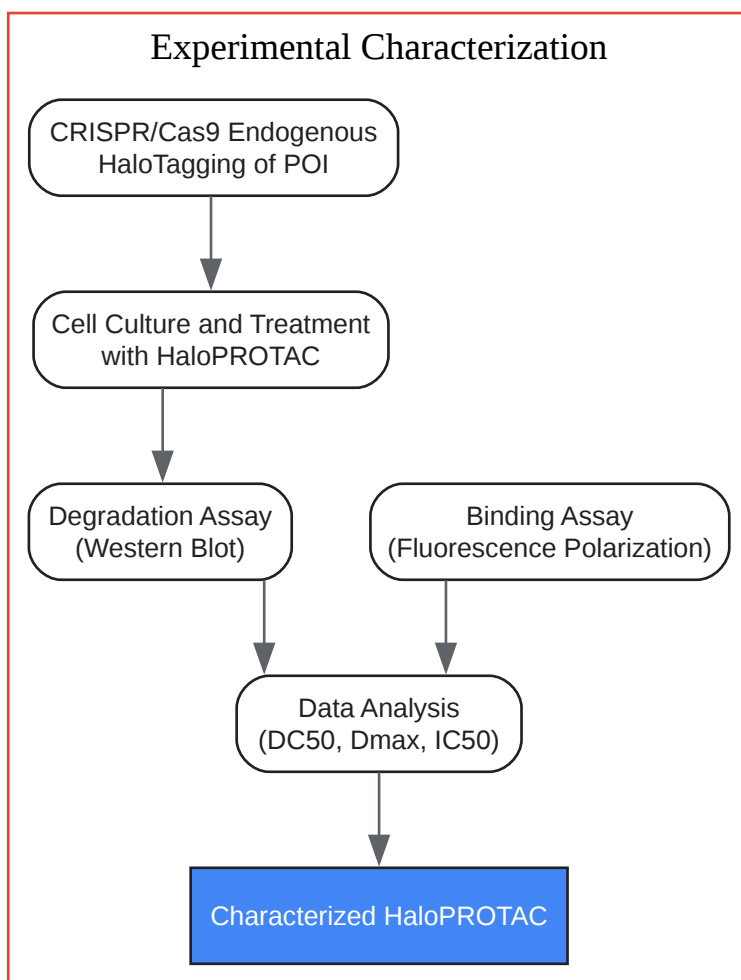 Experimental Characterization
CRISPR/Cas9 Endogenous
HaloTagging of POI
Cell Culture and Treatment
with HaloPROTAC
Degradation Assay
(Western Blot)
Binding Assay
(Fluorescence Polarization)
Data Analysis
(DC50, Dmax, IC50)
Characterized HaloPROTAC